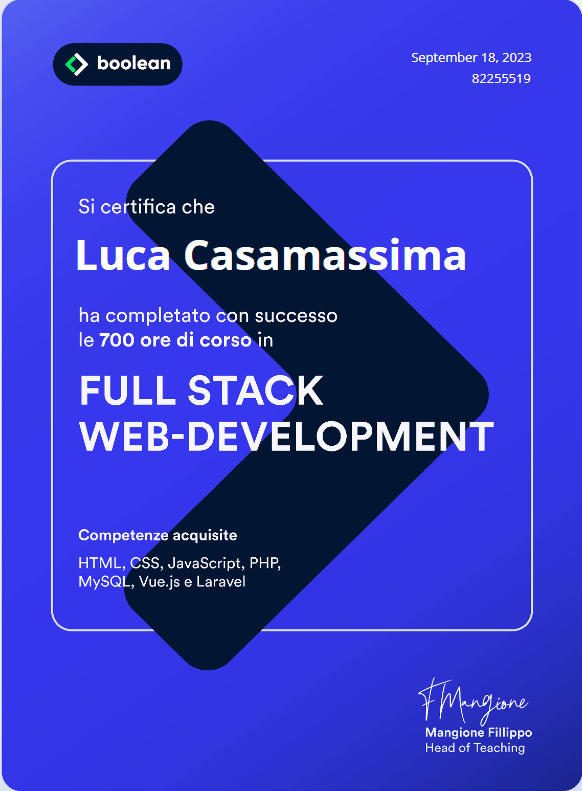 boolean
September 18, 2023
82255519
Si certifica che
Luca Casamassima
ha completato con successo
le 700 ore di corso in
FULL STACK
WEB-DEVELOPMENT
Competenze acquisite
HTML, CSS, JavaScript, PHP,
MySQL, Vue.js e Laravel
FMangione
Mangione Fillippo
Head of Teaching